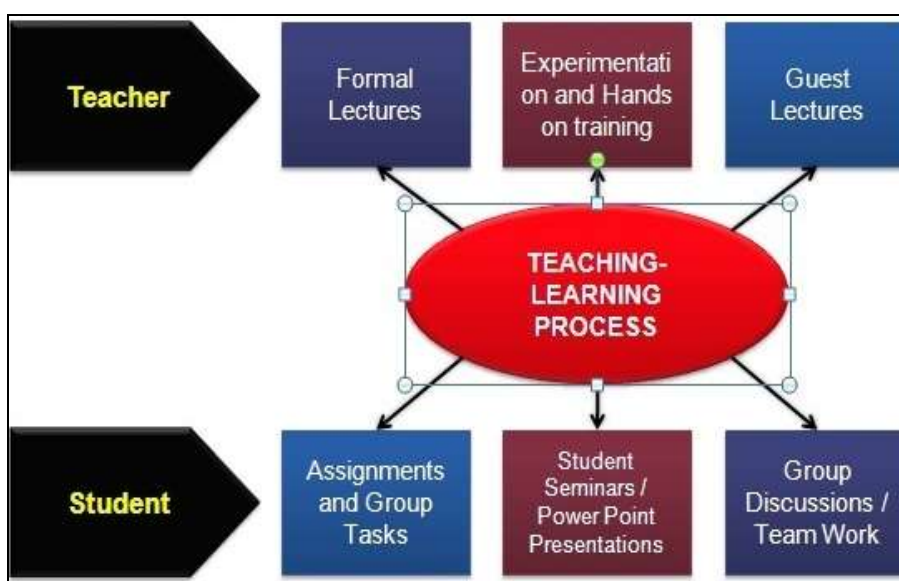 Teacher
Formal
Lectures
Experimentati
on and Hands
on training
Guest
Lectures
TEACHING-
LEARNING
PROCESS
Student
Assignments
and Group
Tasks
Student
Seminars /
Power Point
Presentations
Group
Discussions /
Team Work